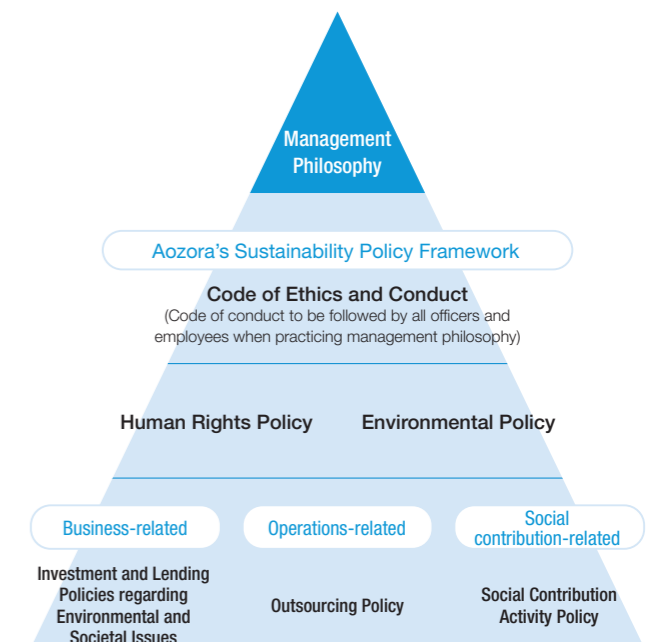 Management
Philosophy
Aozora's Sustainability Policy Framework
Code of Ethics and Conduct
(Code of conduct to be followed by all officers and
employees when practicing management philosophy)
Human Rights Policy
Environmental Policy
Business-related
Operations-related
Social
contribution-related
Investment and Lending
Policies regarding
Environmental and
Societal Issues
Outsourcing Policy
Social Contribution
Activity Policy